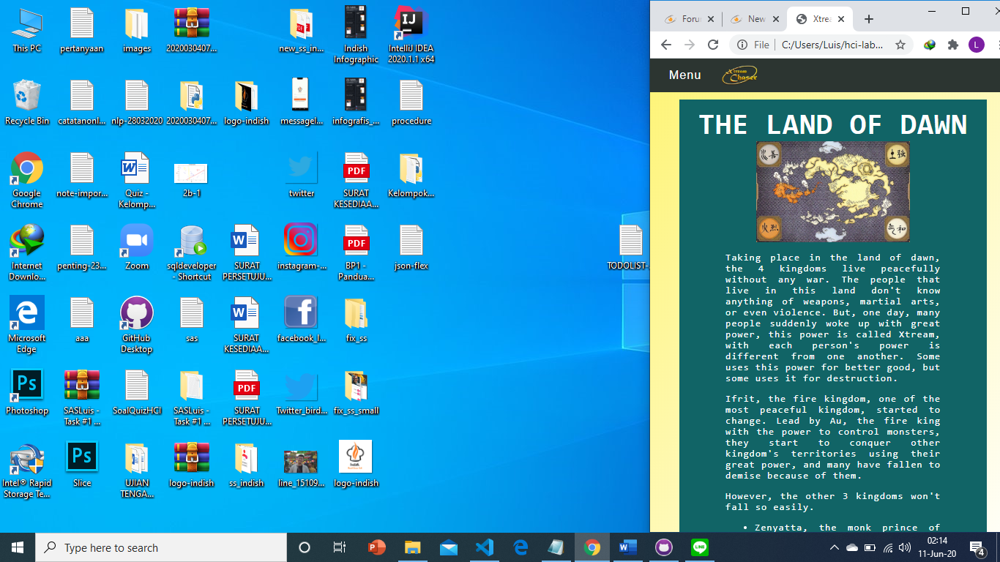 This PC
pertanyaan
images
2020030407...
new_ss_in...
Indish
Infographic
IntelliJ IDEA
2020.1.1 x64
Recycle Bin
catatanonl...
nlp-28032020
2020030407...
logo-indish
messagel...
infografis_...
procedure
Google
Chrome
note-impor...
Quiz -
Kelomp...
2b-1
twitter
SURAT
KESEDIAA...
Kelompok...
Internet
Downlo...
penting-23...
Zoom
sqldeveloper
- Shortcut
SURAT
PERSETUJU...
instagram-...
BP1 -
Pandua...
json-flex
TODOLIST-...
Microsoft
Edge
aaa
GitHub
Desktop
sas
SURAT
KESEDIAA...
facebook_l...
fix_ss
Photoshop
SASLuis -
Task #1 ...
SoalQuizHCI
SASLuis -
Task #1 ...
SURAT
PERSETUJU...
Twitter_bird...
fix_ss_small
Intel® Rapid
Storage Te...
Slice
UJIAN
TENGA...
logo-indish
ss_indish
line_15109...
logo-indish
Foru
New
Xtrea
File
C:/Users/Luis/hci-lab...
L
Menu
Xtream
Chaser
THE LAND OF DAWN
善
土独
火烈
气和
Taking place in the land of dawn,
the 4 kingdoms live peacefully
without any war. The people that
live in this land don't know
anything of weapons, martial arts,
or even violence. But, one day, many
people suddenly woke up with great
power, this power is called Xtream,
with each person's power is
different from one another. Some
uses this power for better good, but
some uses it for destruction.
Ifrit, the fire kingdom, one of the
most peaceful kingdom, started to
change. Lead by Au, the fire king
with the power to control monsters,
they start to conquer other
kingdom's territories using their
great power, and many have fallen to
demise because of them.
However, the other 3 kingdoms won't
fall so easily.
• Zenyatta, the monk prince of
Type here to search
02:14
11-Jun-20
4